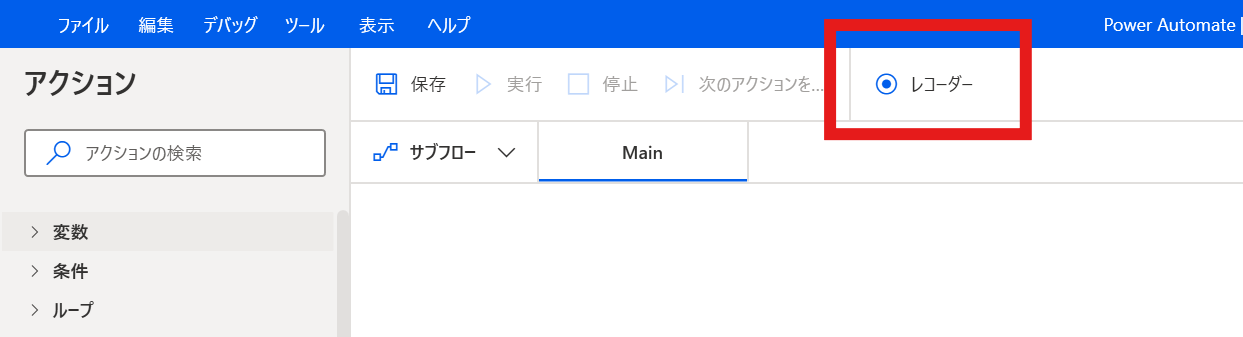 ファイル 編集 デバッグ ツール 表示 ヘルプ Power Automate
アクション
保存 実行 停止 次のアクションを... レコーダー
アクションの検索
サブフロー Main
変数
条件
ループ